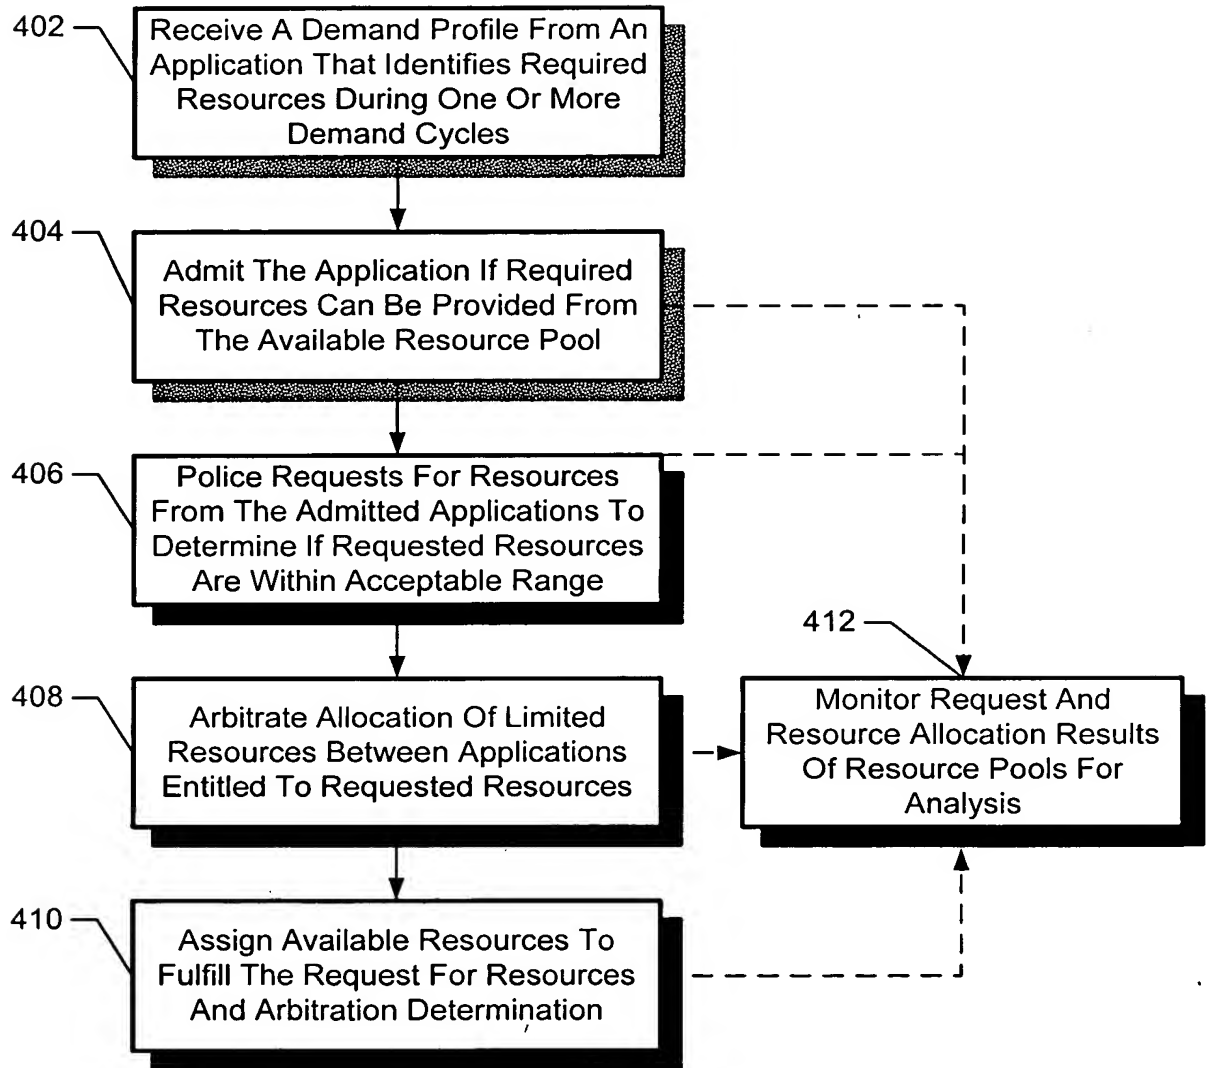 402
Receive A Demand Profile From An
Application That Identifies Required
Resources During One Or More
Demand Cycles
404
Admit The Application If Required
Resources Can Be Provided From
The Available Resource Pool
406
Police Requests For Resources
From The Admitted Applications To
Determine If Requested Resources
Are Within Acceptable Range
408
Arbitrate Allocation Of Limited
Resources Between Applications
Entitled To Requested Resources
412
Monitor Request And
Resource Allocation Results
Of Resource Pools For
Analysis
410
Assign Available Resources To
Fulfill The Request For Resources
And Arbitration Determination